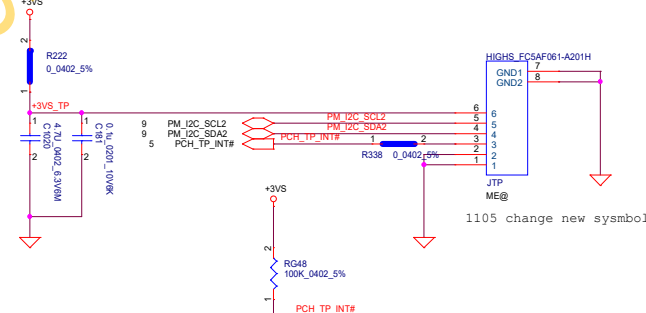 +3VS
2
R222
0_0402_5%
1
+3VS_TP
1
2
4.7U_0402_6.3V6M
C1020
1
2
0.1u_0201_10V6K
C181
9 PM_I2C_SCL2
9 PM_I2C_SDA2
5 PCH_TP_INT#
PM_I2C_SCL2
PM_I2C_SDA2
PCH_TP_INT#
1 2
R338 0_0402_5%
HIGHS_FC5AF061-A201H
GND1 7
GND2 8
6 6
5 5
4 4
3 3
2 2
1 1
JTP
ME@
1105 change new sysmbol
+3VS
2
RG48
100K_0402_5%
1
PCH_TP_INT#